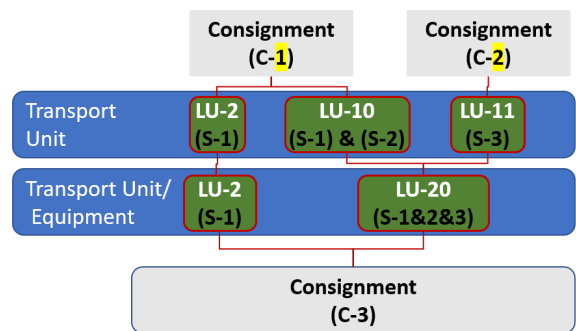 Consignment
(C-1)
Consignment
(C-2)
Transport
Unit
LU-2
(S-1)
LU-10
(S-1) & (S-2)
LU-11
(S-3)
Transport Unit/
Equipment
LU-2
(S-1)
LU-20
(S-1&2&3)
Consignment
(C-3)